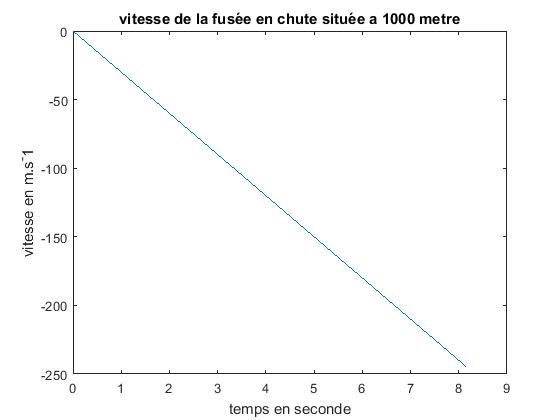 vitesse de la fusée en chute située a 1000 metre
0
-50
-100
-150
-200
-250
vitesse en m.s⁻1
0 1 2 3 4 5 6 7 8 9
temps en seconde